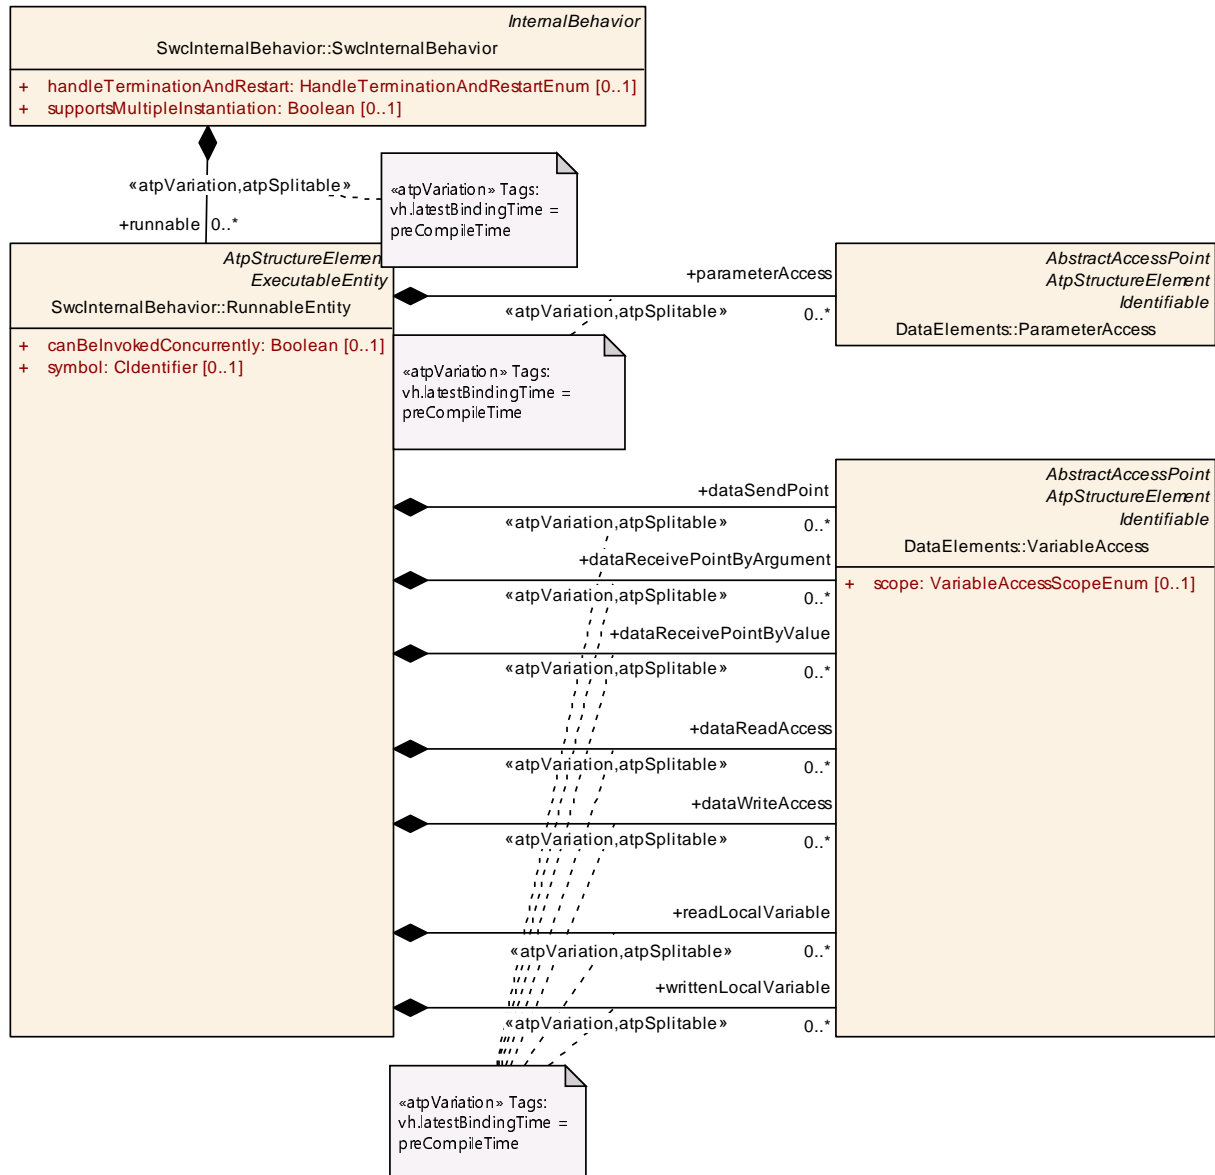 InternalBehavior
SwcInternalBehavior::SwcInternalBehavior
+ handleTerminationAndRestart: HandleTerminationAndRestartEnum [0..1]
+ supportsMultipleInstantiation: Boolean [0..1]
«atpVariation,atpSplitable»
+runnable 0..*
«atpVariation» Tags:
vh.latestBindingTime =
preCompileTime
AtpStructureElemen
ExecutableEntity
SwcInternalBehavior::RunnableEntity
+ canBeInvokedConcurrently: Boolean [0..1]
+ symbol: CIdentifier [0..1]
+parameterAccess
«atpVariation,atpSplitable» 0..*
AbstractAccessPoint
AtpStructureElement
Identifiable
DataElements::ParameterAccess
«atpVariation» Tags:
vh.latestBindingTime =
preCompileTime
+dataSendPoint
«atpVariation,atpSplitable» 0..*
+dataReceivePointByArgument
«atpVariation,atpSplitable» 0..*
+dataReceivePointByValue
«atpVariation,atpSplitable» 0..*
+dataReadAccess
«atpVariation,atpSplitable» 0..*
+dataWriteAccess
«atpVariation,atpSplitable» 0..*
+readLocalVariable
«atpVariation,atpSplitable» 0..*
+writtenLocalVariable
«atpVariation,atpSplitable» 0..*
AbstractAccessPoint
AtpStructureElement
Identifiable
DataElements::VariableAccess
+ scope: VariableAccessScopeEnum [0..1]
«atpVariation» Tags:
vh.latestBindingTime =
preCompileTime